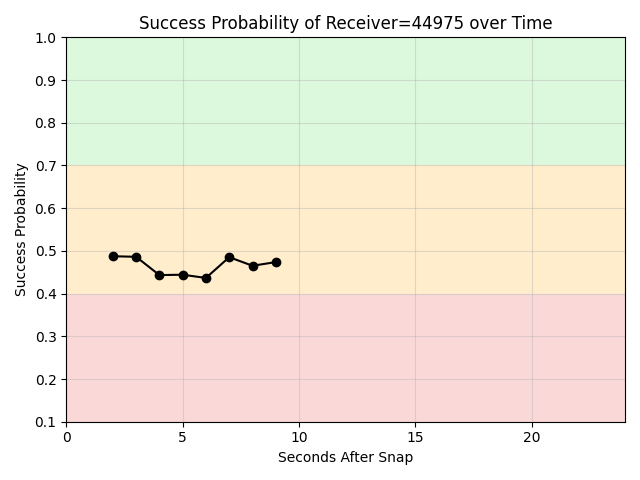 Success Probability of Receiver=44975 over Time
1.0
0.9
0.8
0.7
0.6
0.5
0.4
0.3
0.2
0.1
Success Probability
0 5 10 15 20
Seconds After Snap